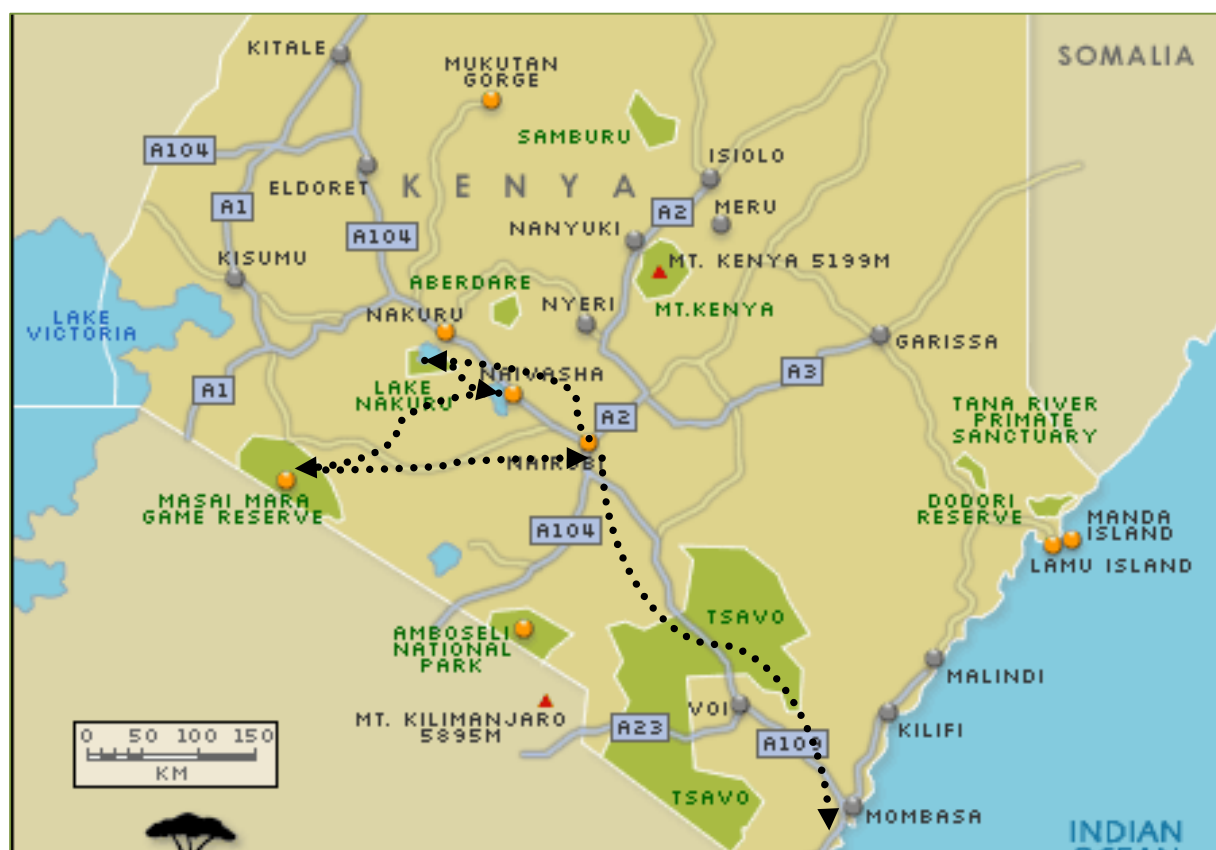 KITALE
MUKUTAN
GORGE
SOMALIA
SAMBURU
A104
ISIOLO
ELDORET
KENYA
A1
A2
MERU
NANYUKI
A104
KISUMU
MT. KENYA 5199M
ABERDARE
NYERI
MT.KENYA
NAKURU
LAKE
VICTORIA
GARISSA
NAIVASHA
A3
A1
LAKE
NAKURU
A2
TANA RIVER
PRIMATE
SANCTUARY
NAIROBI
MASAI MARA
GAME RESERVE
DODORI
RESERVE
MANDA
ISLAND
A104
LAMU ISLAND
TSAVO
AMBOSELI
NATIONAL
PARK
MALINDI
VOI
MT. KILIMANJARO
5895M
A23
KILIFI
A109
0 50 100 150
KM
TSAVO
MOMBASA
INDIAN
OCEAN